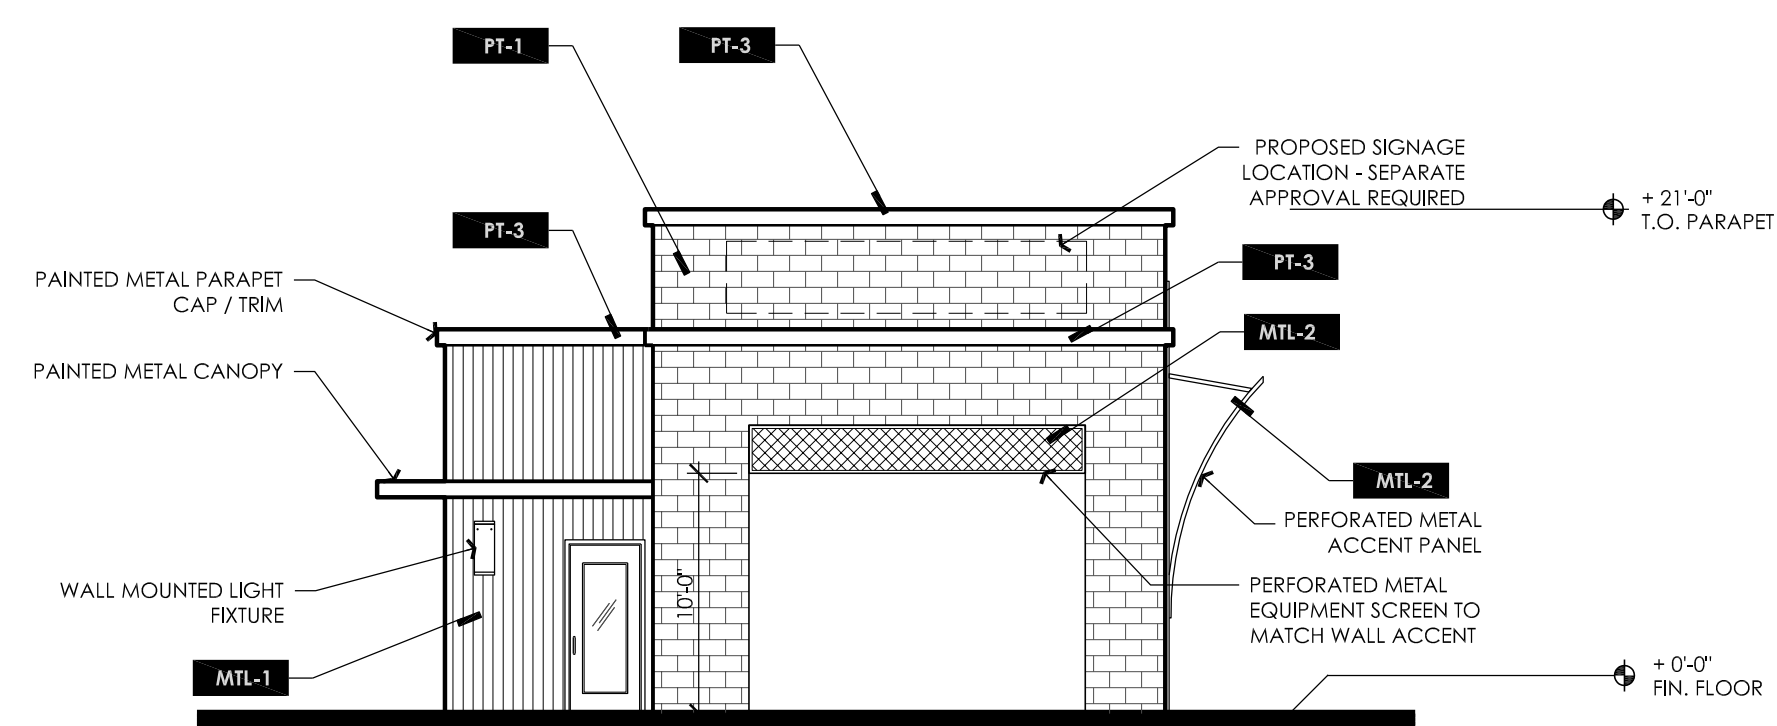 PT-1
PT-3
PROPOSED SIGNAGE
LOCATION - SEPARATE
APPROVAL REQUIRED
+ 21'-0"
T.O. PARAPET
PT-3
PT-3
PAINTED METAL PARAPET
CAP / TRIM
MTL-2
PAINTED METAL CANOPY
MTL-2
PERFORATED METAL
ACCENT PANEL
WALL MOUNTED LIGHT
FIXTURE
10'-0"
PERFORATED METAL
EQUIPMENT SCREEN TO
MATCH WALL ACCENT
MTL-1
+ 0'-0"
FIN. FLOOR